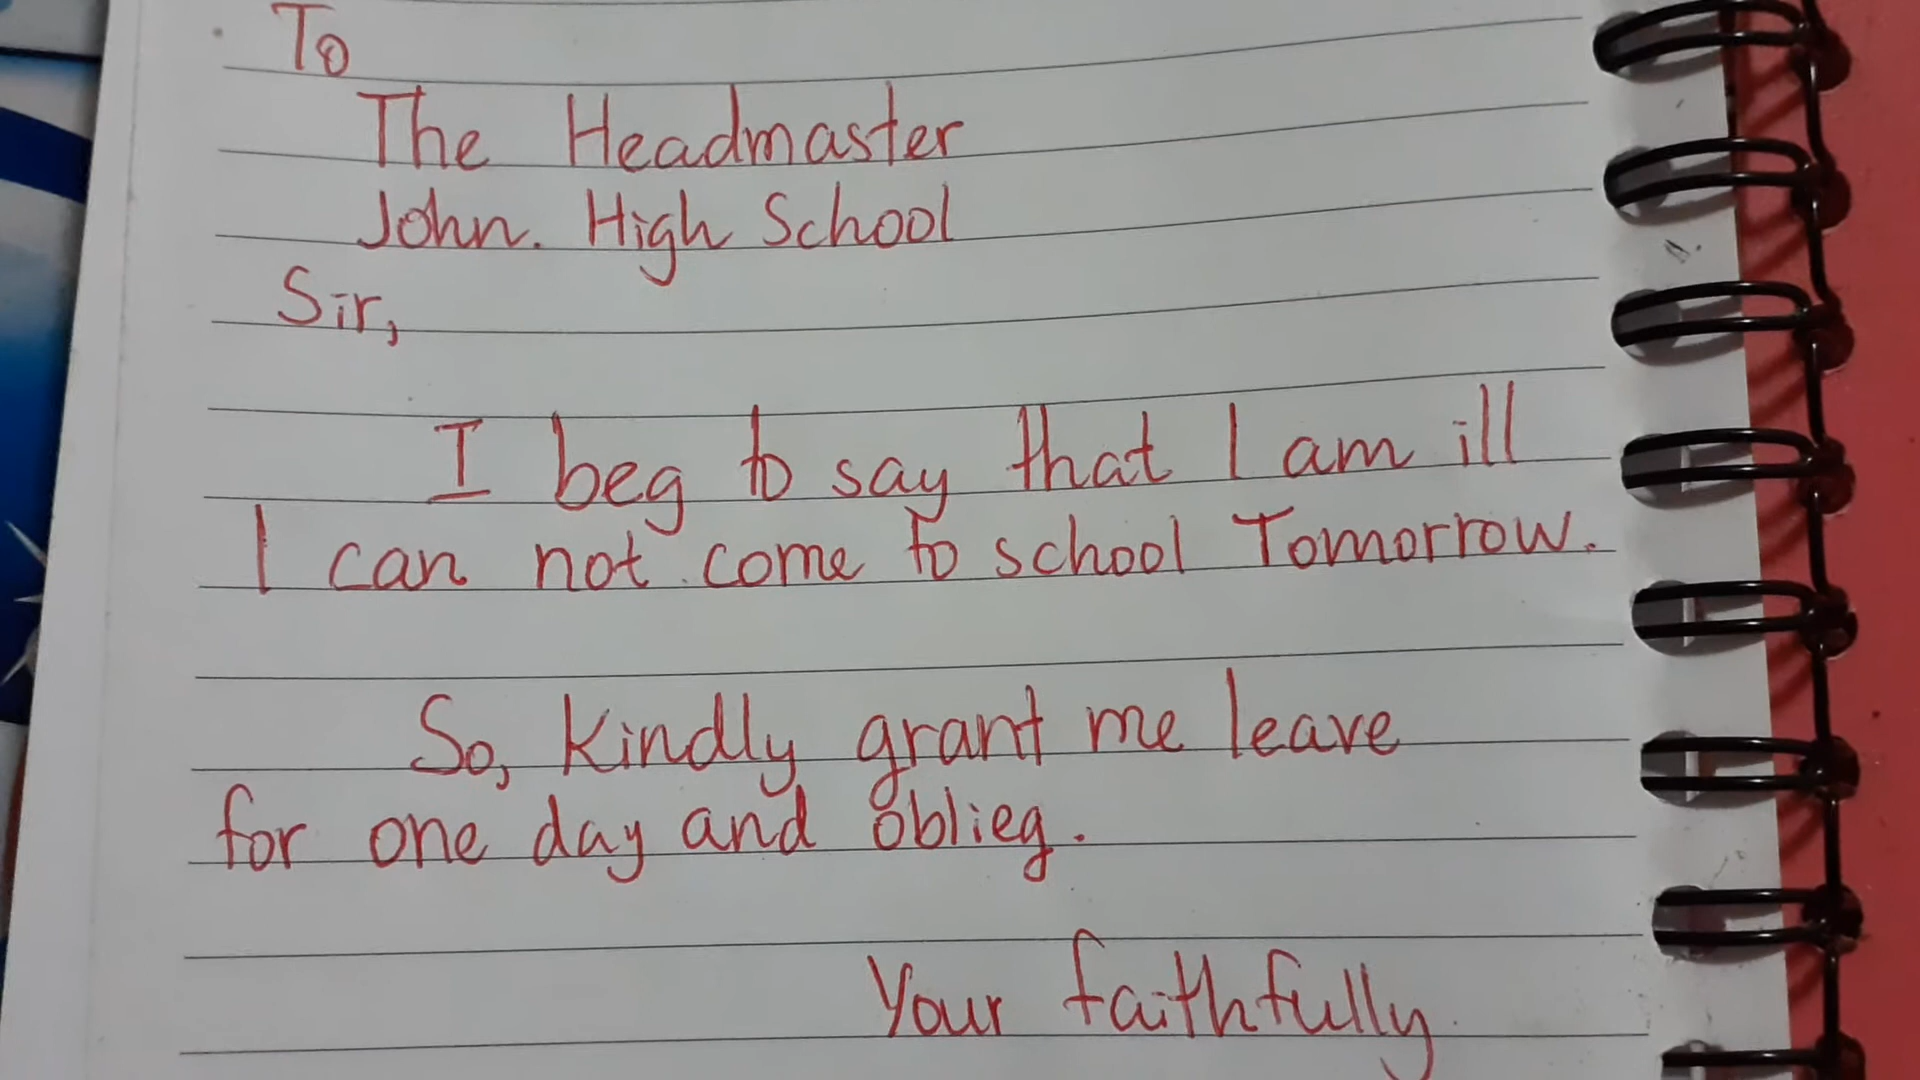 To
The Headmaster
John. High School
Sir,
I beg to say that I am ill
I can not come to school Tomorrow.
So, kindly grant me leave
for one day and oblieg.
Your faithfully